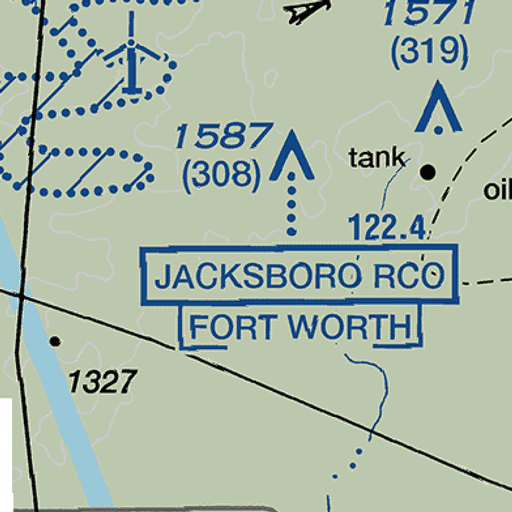 1571
(319)
1587
(308)
tank
oil
122.4
JACKSBORO RCO
FORT WORTH
1327